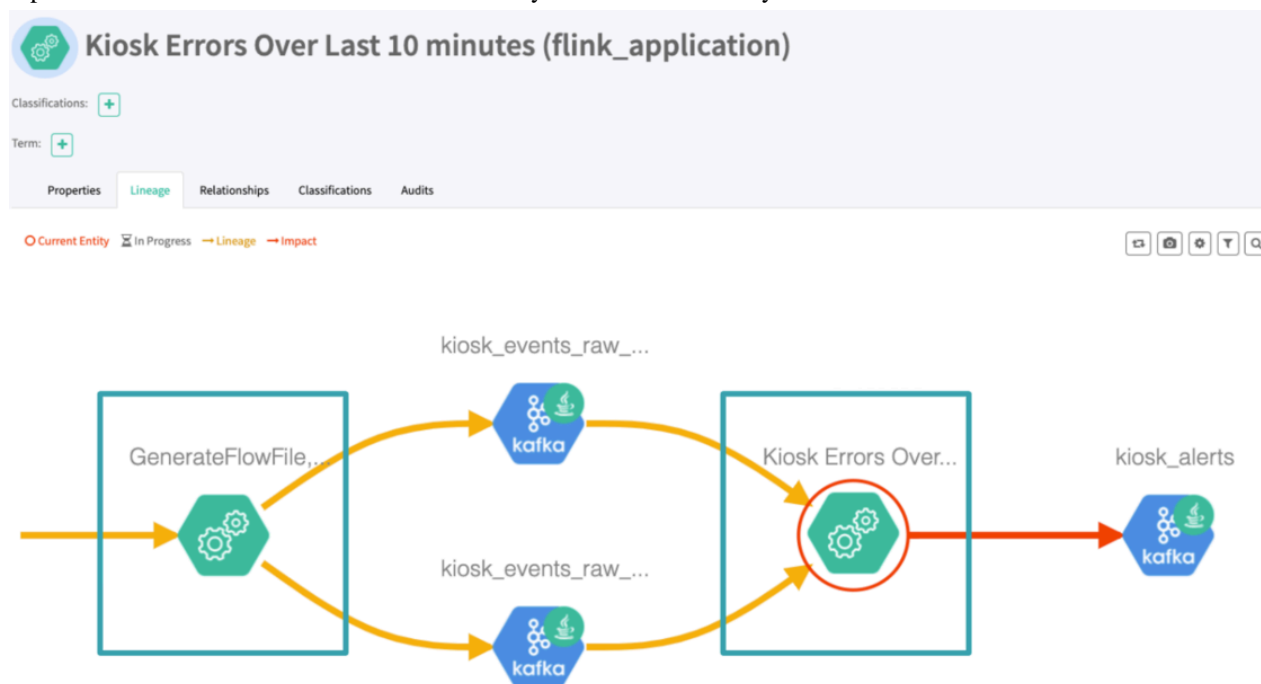 Kiosk Errors Over Last 10 minutes (flink_application)
Classifications: +
Term: +
Properties Lineage Relationships Classifications Audits
Current Entity In Progress Lineage Impact
kiosk_events_raw_...
kafka
GenerateFlowFile,...
Kiosk Errors Over...
kiosk_alerts
kafka
kiosk_events_raw_...
kafka